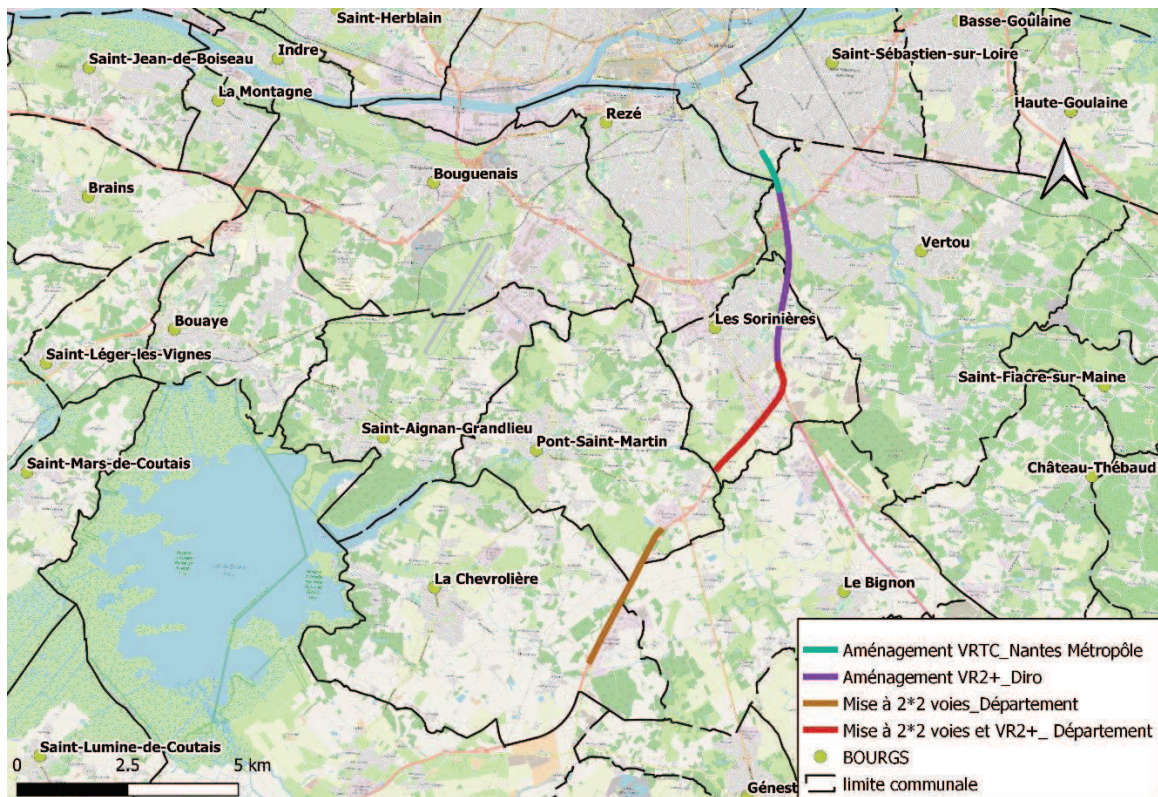 Saint-Herblain
Basse-Goulaine
Saint-Jean-de-Boiseau
Indre
Saint-Sébastien-sur-Loire
La Montagne
Haute-Goulaine
Rezé
Brains
Bouguenais
Vertou
Bouaye
Les Sorinières
Saint-Léger-les-Vignes
Saint-Fiacre-sur-Maine
Saint-Aignan-Grandlieu
Pont-Saint-Martin
Saint-Mars-de-Coutais
Château-Thébaud
La Chevrolière
Le Bignon
Saint-Lumine-de-Coutais
Génest
0 2.5 5 km
Aménagement VRTC_Nantes Métropôle
Aménagement VR2+_Diro
Mise à 2*2 voies_Département
Mise à 2*2 voies et VR2+_ Département
BOURGS
limite communale